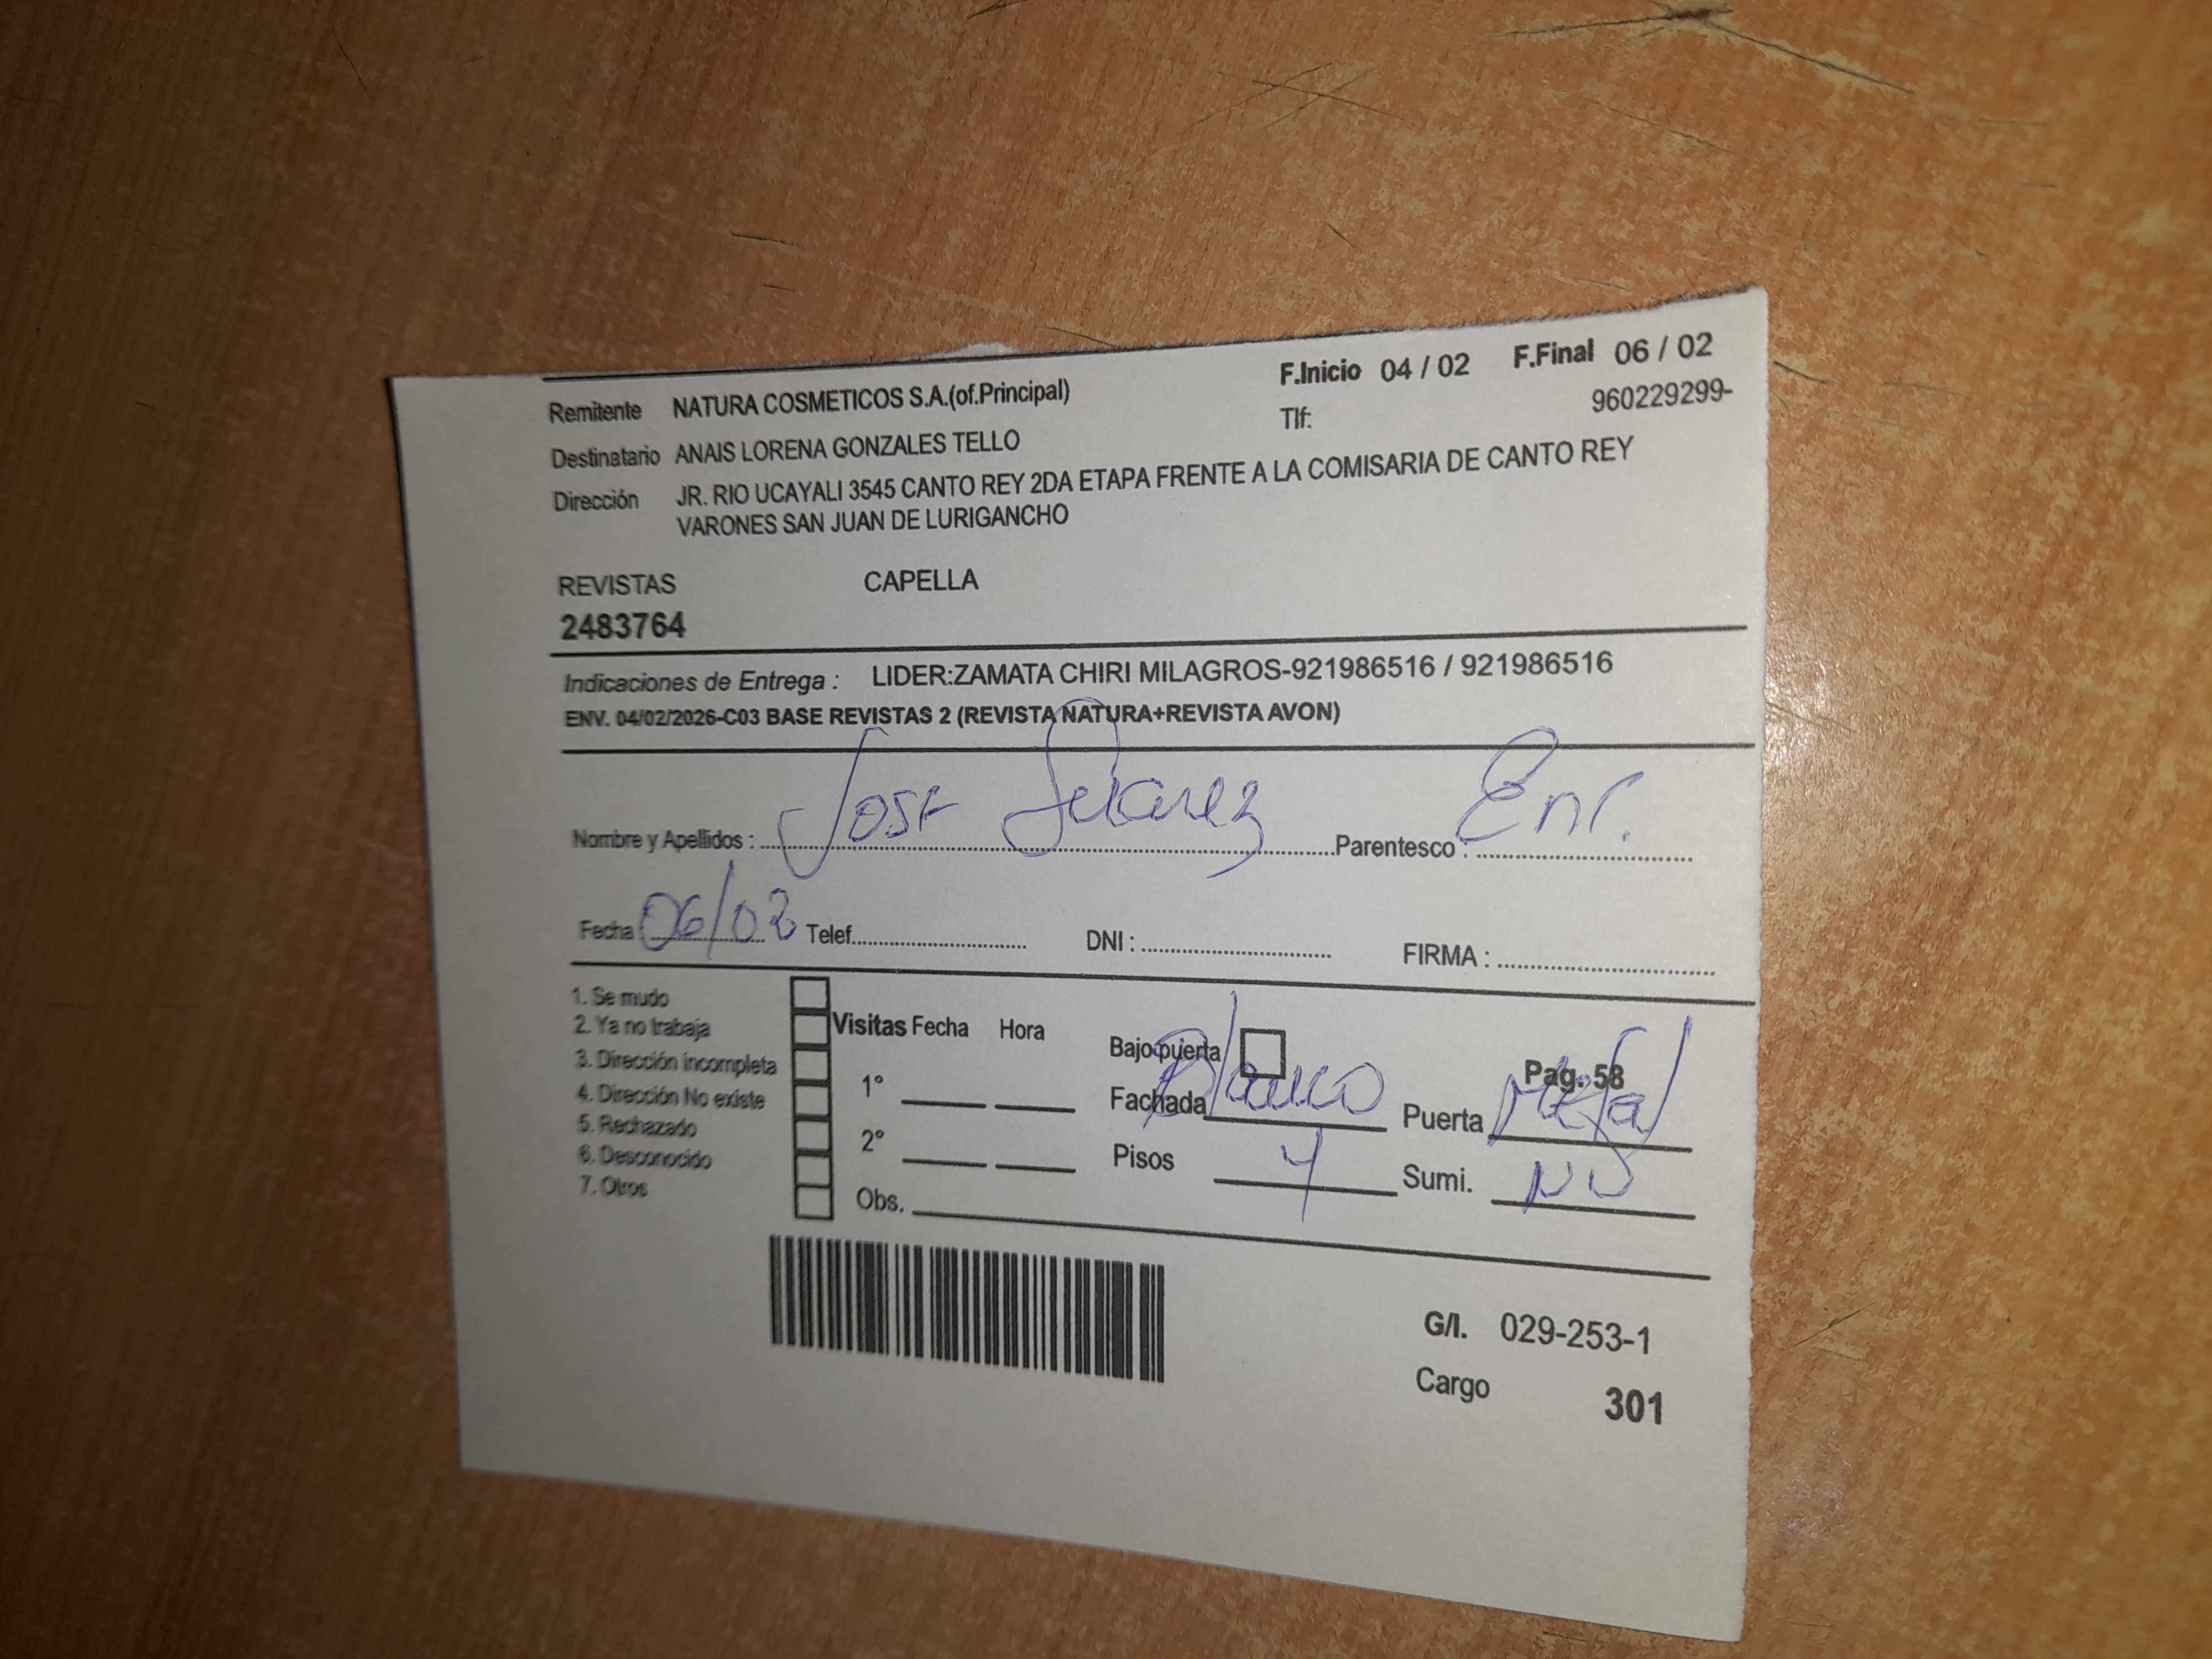 F.Inicio 04 / 02 F.Final 06 / 02
Remitente NATURA COSMETICOS S.A.(of.Principal) Tlf: 960229299-
Destinatario ANAIS LORENA GONZALES TELLO
Dirección JR. RIO UCAYALI 3545 CANTO REY 2DA ETAPA FRENTE A LA COMISARIA DE CANTO REY
VARONES SAN JUAN DE LURIGANCHO
REVISTAS CAPELLA
2483764
Indicaciones de Entrega : LIDER:ZAMATA CHIRI MILAGROS-921986516 / 921986516
ENV. 04/02/2026-C03 BASE REVISTAS 2 (REVISTA NATURA+REVISTA AVON)
Nombre y Apellidos : Jose Suarez Parentesco : Enc.
Fecha 06/02 Telef. DNI : FIRMA :
1. Se mudo
2. Ya no trabaja Visitas Fecha Hora
3. Dirección incompleta Bajo puerta Pag. 58
4. Dirección No existe 1° Fachada Blanco Puerta Metal
5. Rechazado
6. Desconocido 2° Pisos 4 Sumi.
7. Otros Obs.
G/I. 029-253-1
Cargo 301